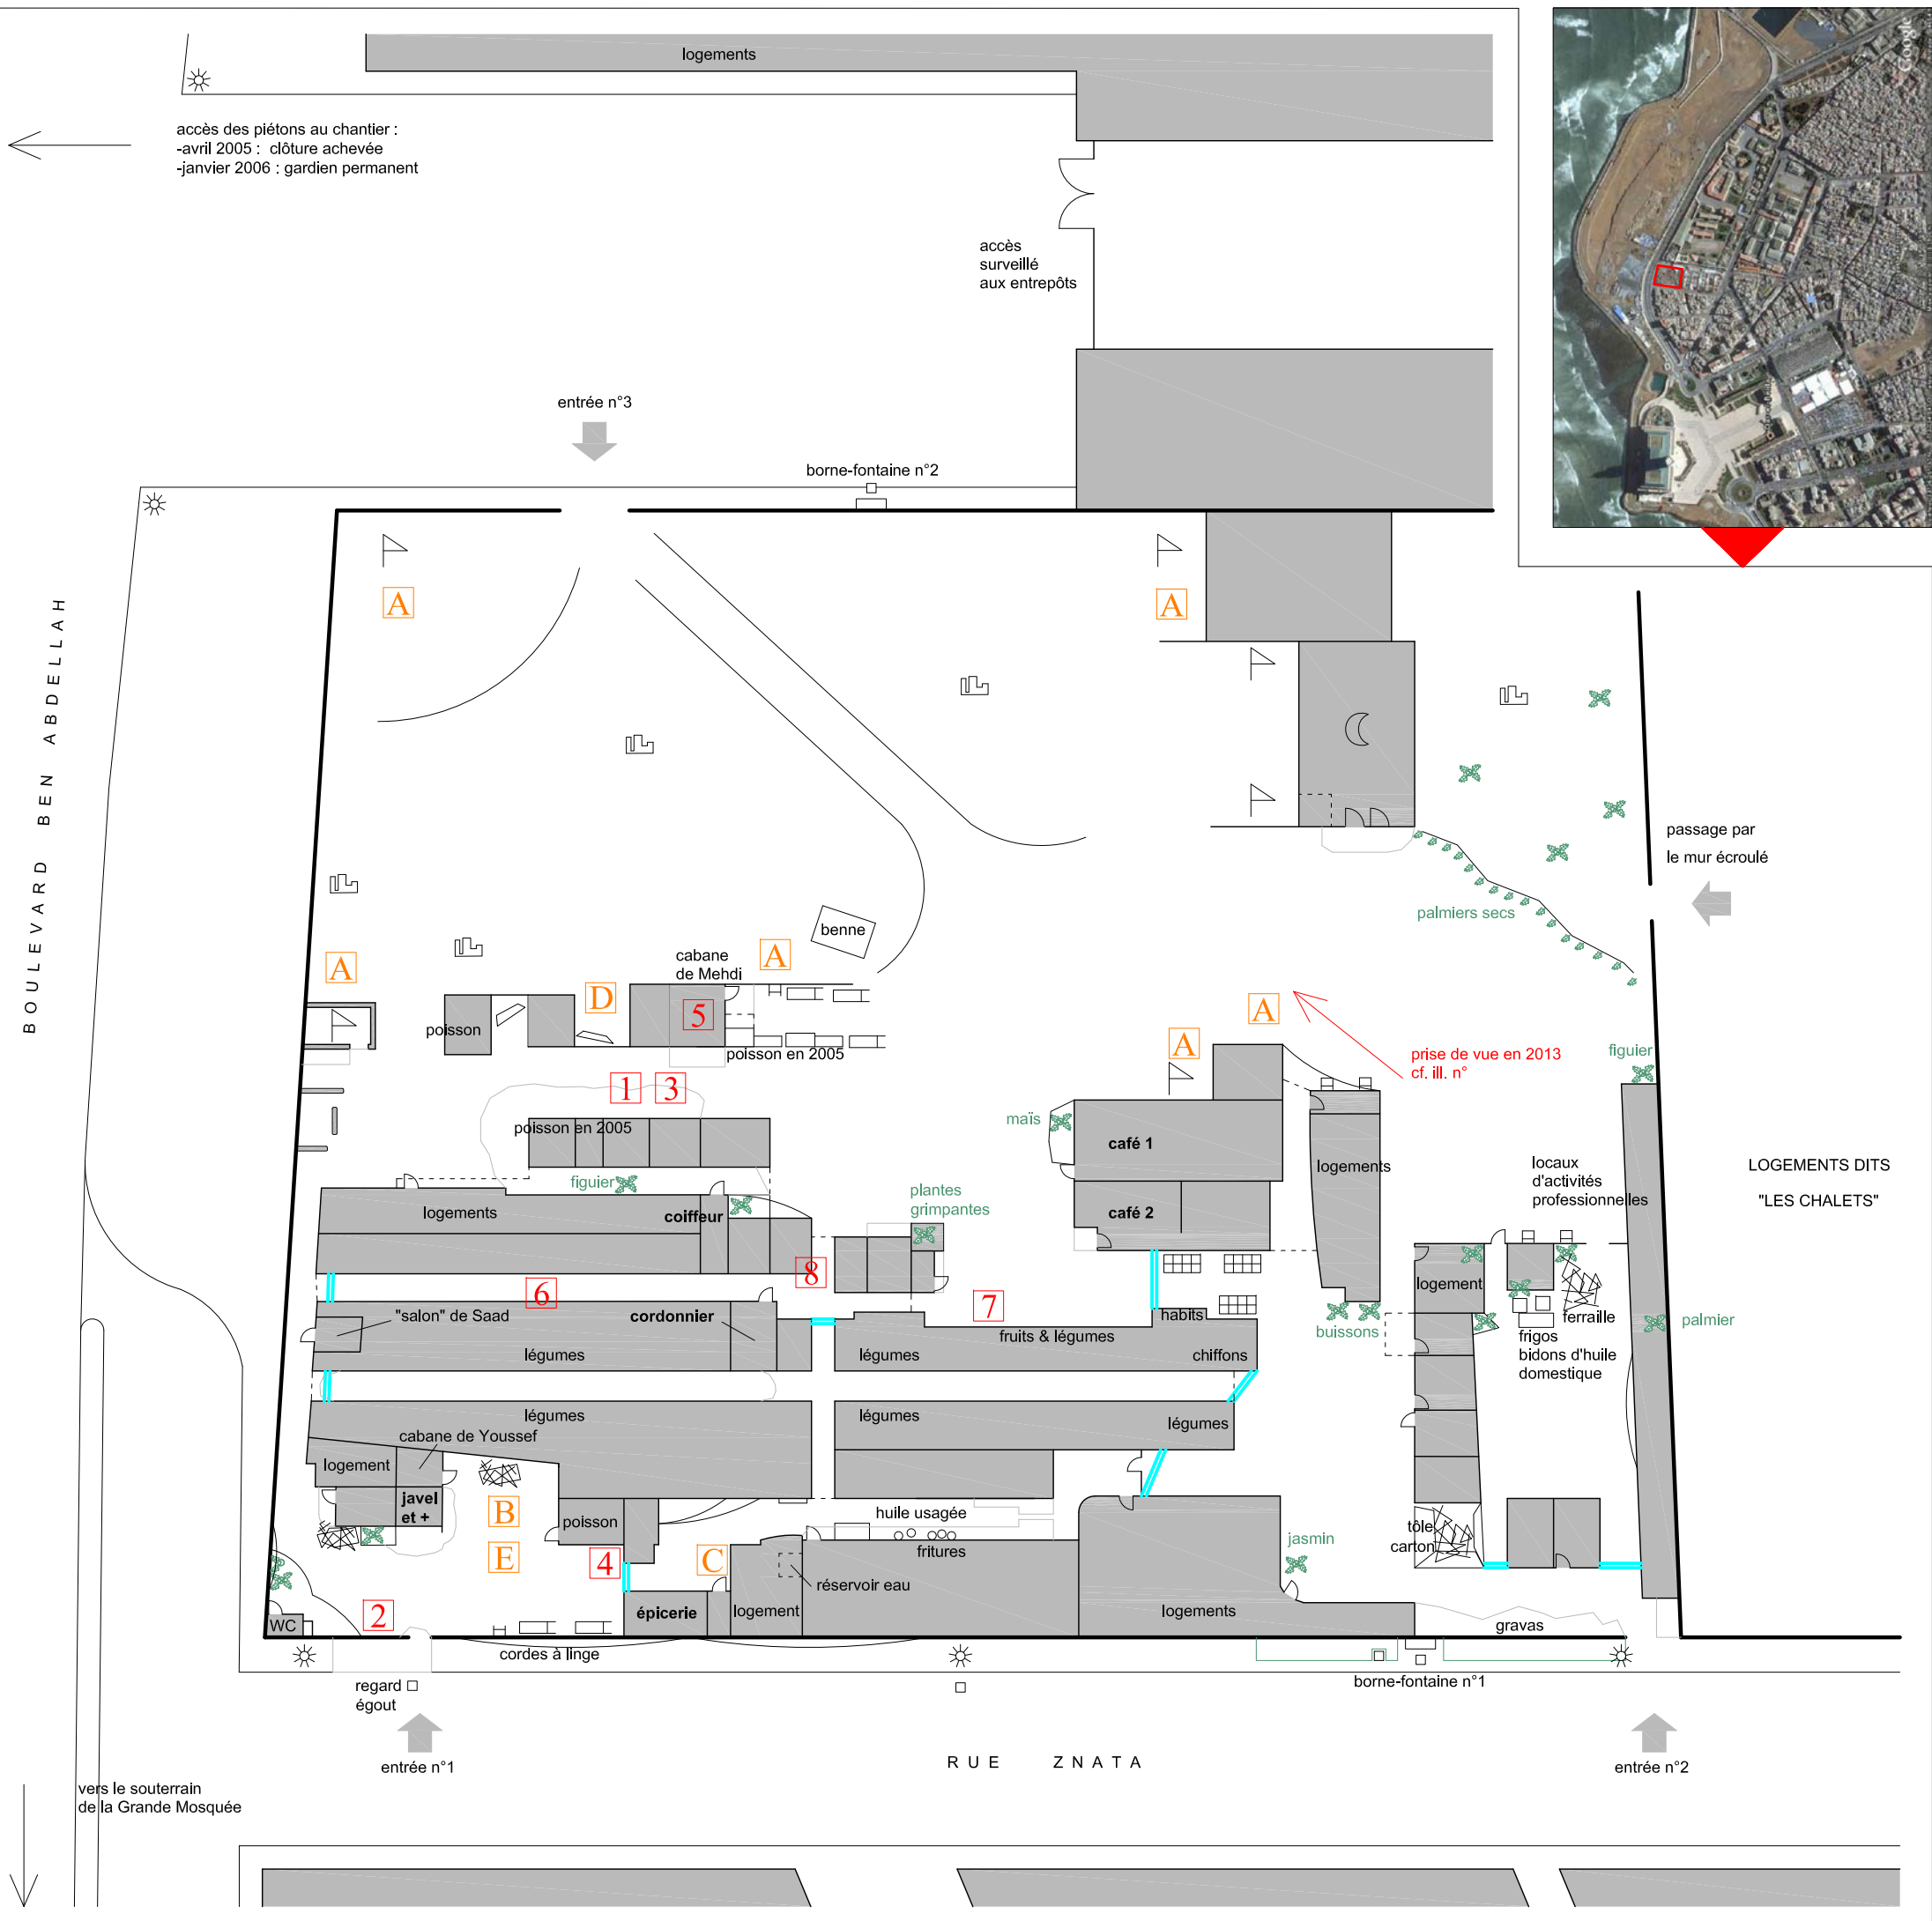 logements
Google
accès des piétons au chantier :
-avril 2005 : clôture achevée
-janvier 2006 : gardien permanent
accès
surveillé
aux entrepôts
entrée n°3
borne-fontaine n°2
A
A
BOULEVARD BEN ABDELLAH
passage par
le mur écroulé
palmiers secs
benne
cabane
de Mehdi
A
A
D
5
A
poisson
poisson en 2005
A
prise de vue en 2013
cf. ill. n°
figuier
1
3
poisson en 2005
maïs
café 1
logements
locaux
d'activités
professionnelles
LOGEMENTS DITS
"LES CHALETS"
figuier
plantes
grimpantes
logements
coiffeur
café 2
8
6
logement
"salon" de Saad
cordonnier
7
habits
fruits & légumes
buissons
ferraille
palmier
frigos
bidons d'huile
domestique
légumes
légumes
chiffons
légumes
légumes
légumes
cabane de Youssef
logement
javel
et +
B
poisson
huile usagée
tôle
carton
E
4
C
fritures
jasmin
réservoir eau
2
WC
épicerie
logement
logements
gravas
cordes à linge
regard
égout
borne-fontaine n°1
entrée n°1
RUE ZNATA
entrée n°2
vers le souterrain
de la Grande Mosquée